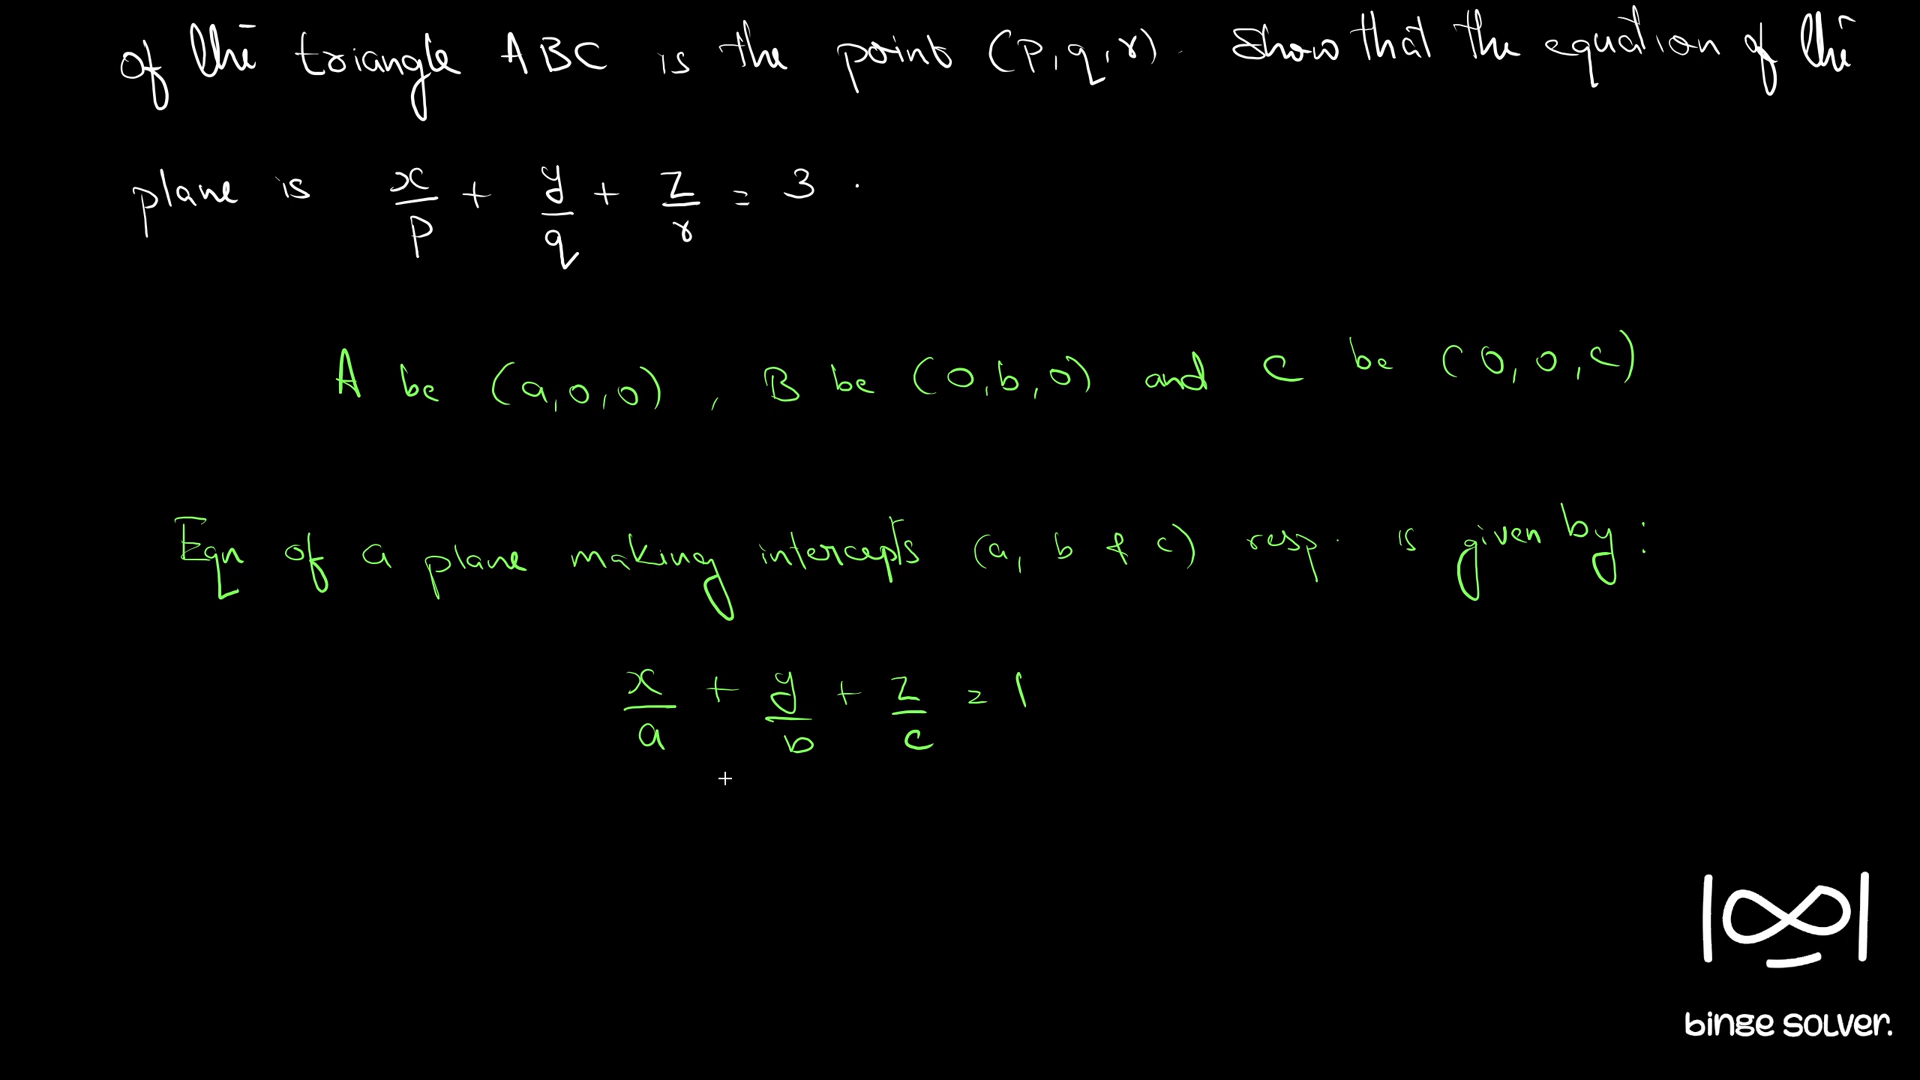 of the triangle ABC is the point (p,q,r). Show that the equation of the
plane is x/p + y/q + z/r = 3.
A be (a,0,0), B be (0,b,0) and C be (0,0,c)
Eqn of a plane making intercepts (a, b & c) resp. is given by:
x/a + y/b + z/c = 1
binge solver.